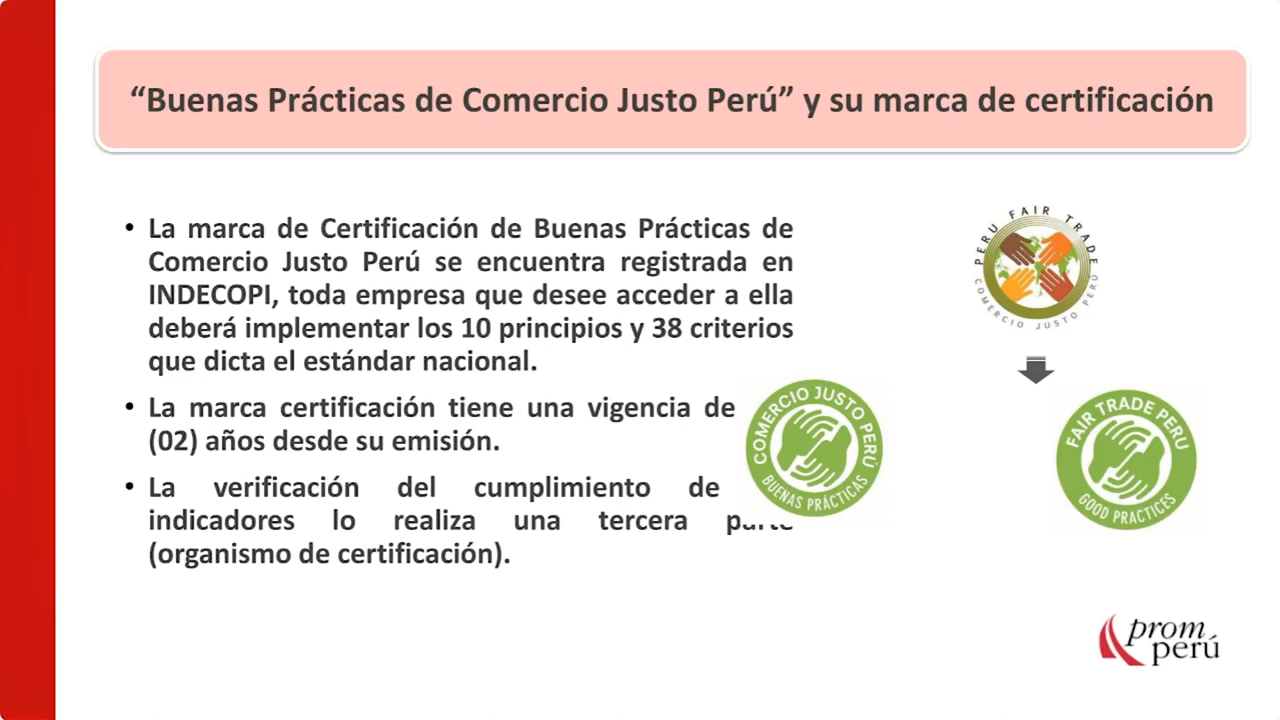 “Buenas Prácticas de Comercio Justo Perú” y su marca de certificación
• La marca de Certificación de Buenas Prácticas de
Comercio Justo Perú se encuentra registrada en
INDECOPI, toda empresa que desee acceder a ella
deberá implementar los 10 principios y 38 criterios
que dicta el estándar nacional.
• La marca certificación tiene una vigencia de
(02) años desde su emisión.
• La verificación del cumplimiento de
indicadores lo realiza una tercera parte
(organismo de certificación).
PERU FAIR TRADE
COMERCIO JUSTO PERÚ
COMERCIO JUSTO PERÚ
BUENAS PRÁCTICAS
FAIR TRADE PERU
GOOD PRACTICES
prom
perú